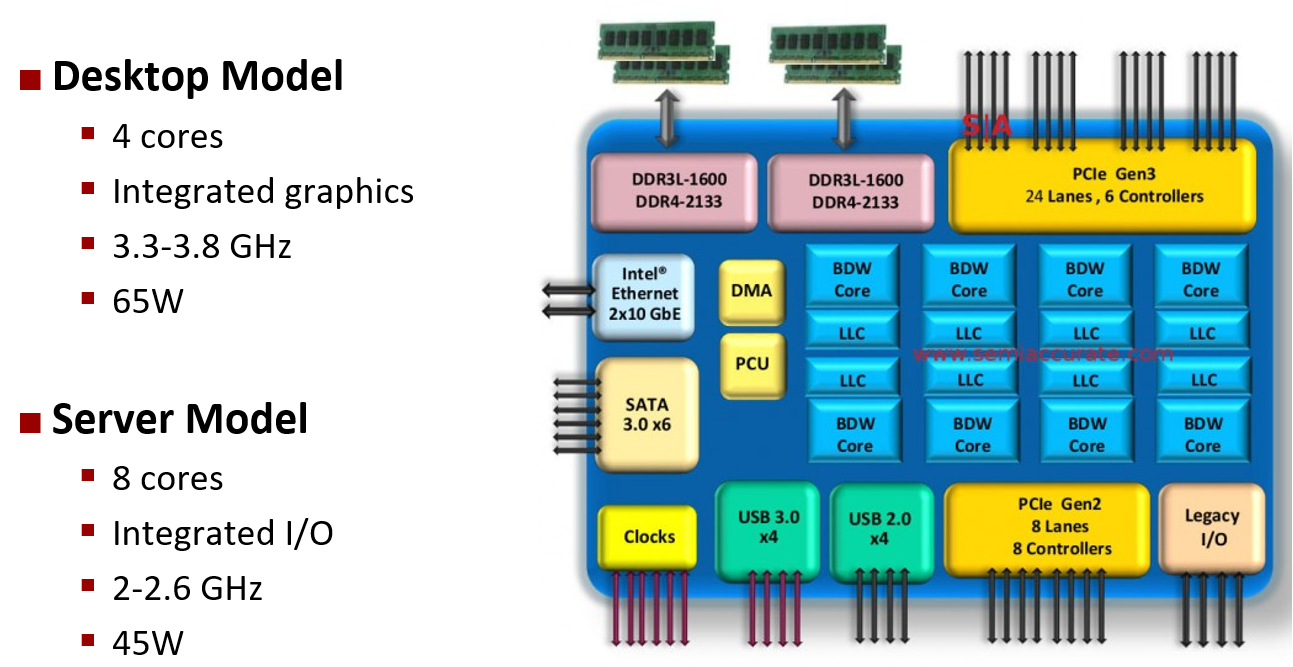 Desktop Model
4 cores
Integrated graphics
3.3-3.8 GHz
65W
Server Model
8 cores
Integrated I/O
2-2.6 GHz
45W
S|A
DDR3L-1600
DDR4-2133
DDR3L-1600
DDR4-2133
PCIe Gen3
24 Lanes , 6 Controllers
Intel®
Ethernet
2x10 GbE
DMA
PCU
BDW
Core
BDW
Core
BDW
Core
BDW
Core
LLC
LLC
LLC
LLC
www.semiaccurate.com
LLC
LLC
LLC
LLC
BDW
Core
BDW
Core
BDW
Core
BDW
Core
SATA
3.0 x6
Clocks
USB 3.0
x4
USB 2.0
x4
PCIe Gen2
8 Lanes
8 Controllers
Legacy
I/O